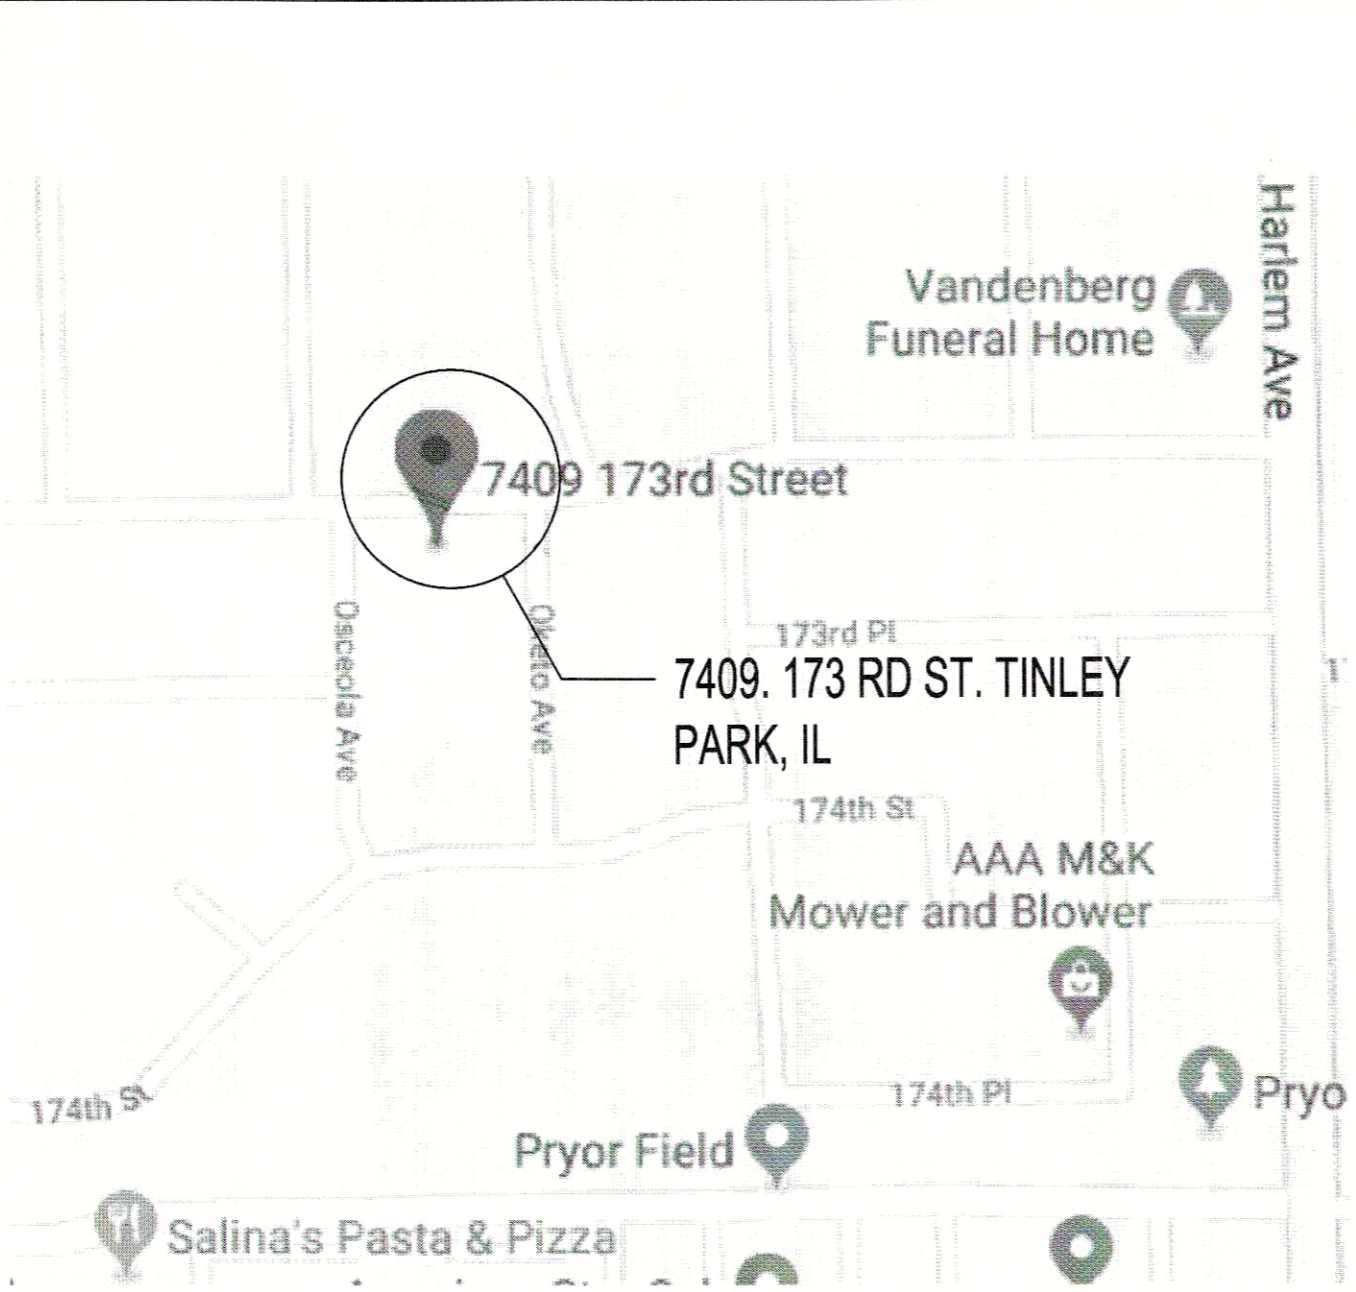 Harlem Ave
Vandenberg
Funeral Home
7409 173rd Street
Osceola Ave
Oketo Ave
173rd Pl
7409. 173 RD ST. TINLEY
PARK, IL
174th St
AAA M&K
Mower and Blower
174th St
174th Pl
Pryo
Pryor Field
Salina's Pasta & Pizza